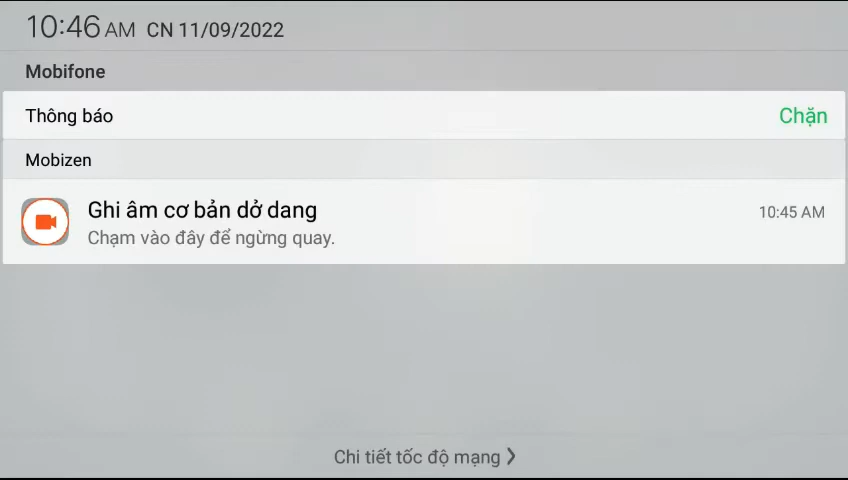 10:46 AM CN 11/09/2022
Mobifone
Thông báo Chặn
Mobizen
Ghi âm cơ bản dở dang 10:45 AM
Chạm vào đây để ngừng quay.
Chi tiết tốc độ mạng